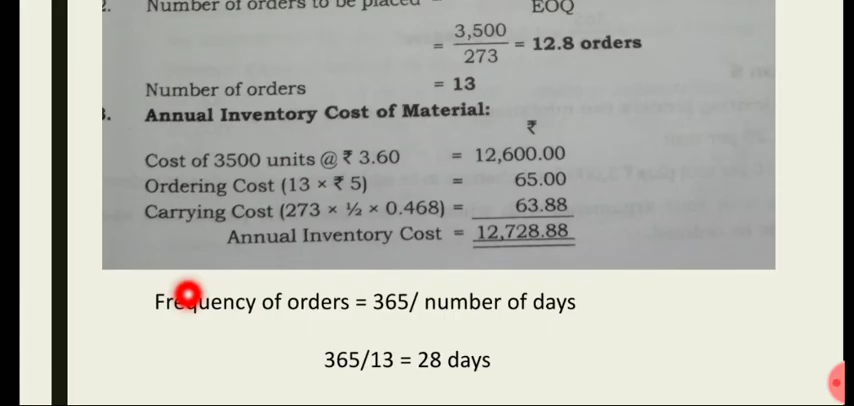 2. Number of orders to be placed = EOQ
= 3,500 / 273 = 12.8 orders
Number of orders = 13
3. Annual Inventory Cost of Material:
₹
Cost of 3500 units @ ₹ 3.60 = 12,600.00
Ordering Cost (13 × ₹ 5) = 65.00
Carrying Cost (273 × ½ × 0.468) = 63.88
Annual Inventory Cost = 12,728.88
Frequency of orders = 365/ number of days
365/13 = 28 days